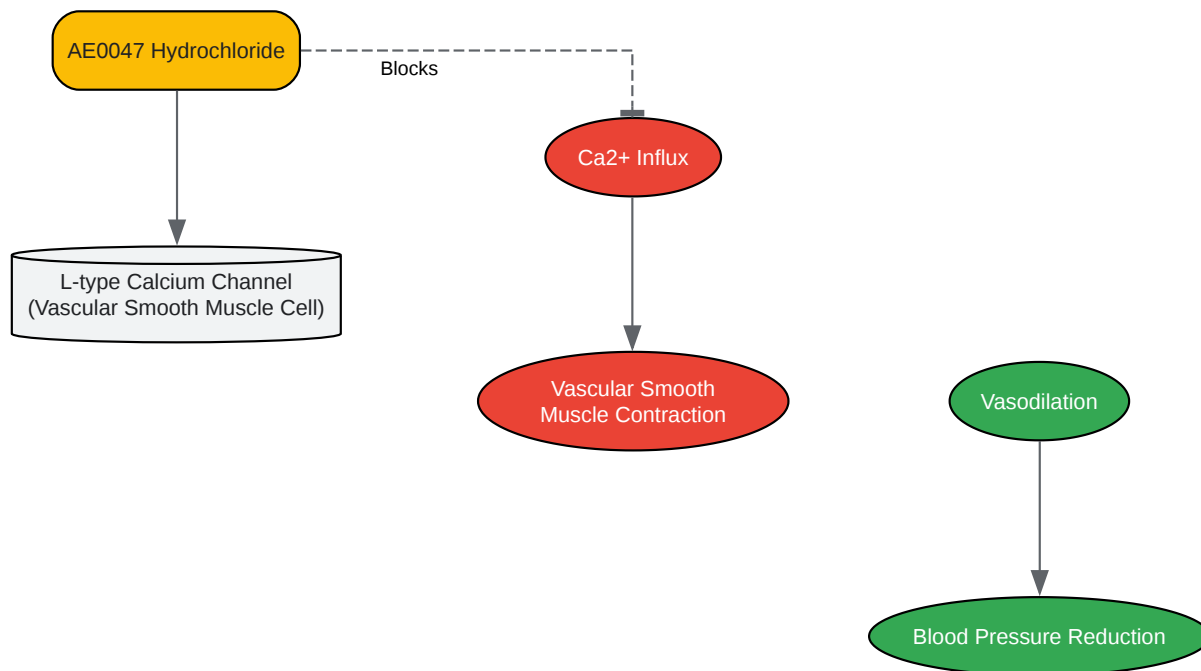 AE0047 Hydrochloride
Blocks
Ca2+ Influx
L-type Calcium Channel
(Vascular Smooth Muscle Cell)
Vascular Smooth
Muscle Contraction
Vasodilation
Blood Pressure Reduction